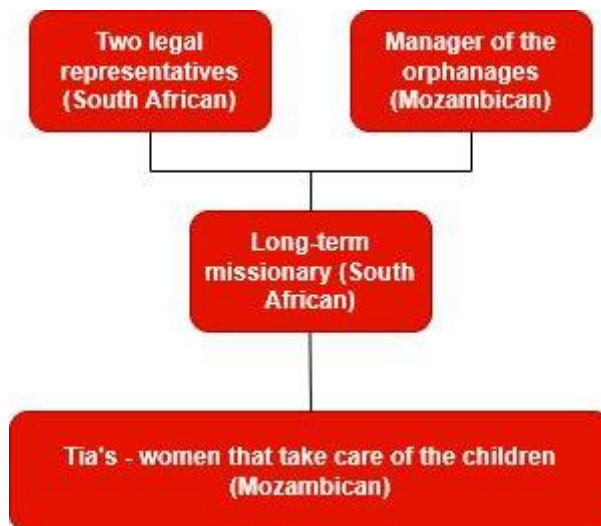 Two legal
representatives
(South African)
Manager of the
orphanages
(Mozambican)
Long-term
missionary (South
African)
Tia's - women that take care of the children
(Mozambican)